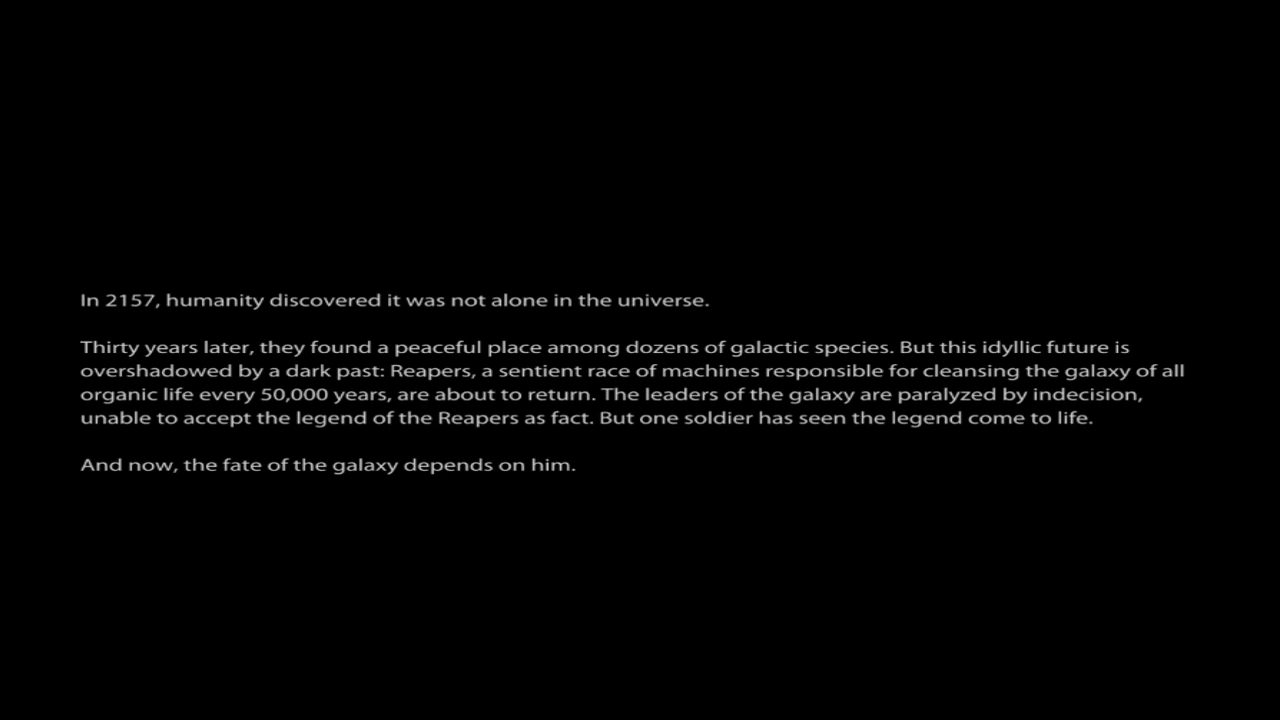 In 2157, humanity discovered it was not alone in the universe.
Thirty years later, they found a peaceful place among dozens of galactic species. But this idyllic future is
overshadowed by a dark past: Reapers, a sentient race of machines responsible for cleansing the galaxy of all
organic life every 50,000 years, are about to return. The leaders of the galaxy are paralyzed by indecision,
unable to accept the legend of the Reapers as fact. But one soldier has seen the legend come to life.
And now, the fate of the galaxy depends on him.